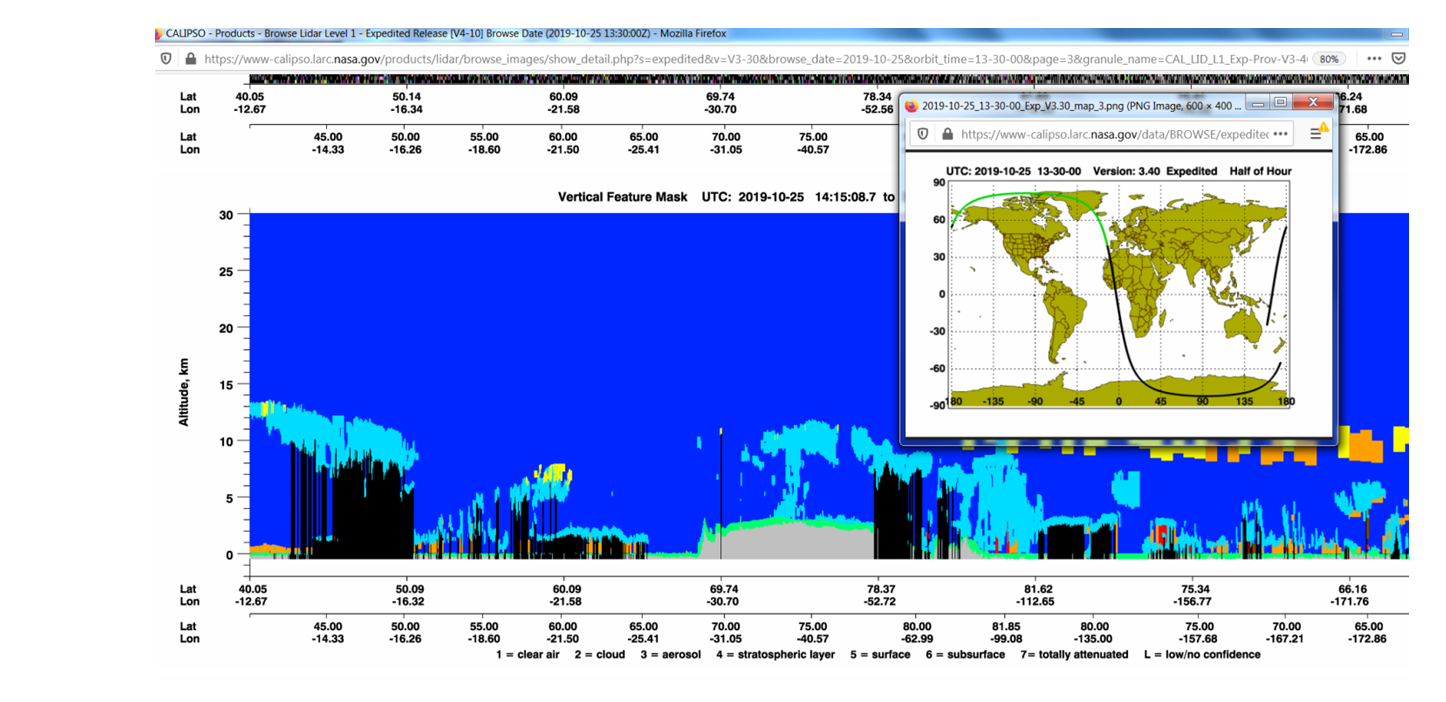 CALIPSO - Products - Browse Lidar Level 1 - Expedited Release [V4-10] Browse Date (2019-10-25 13:30:00Z) - Mozilla Firefox
https://www-calipso.larc.nasa.gov/products/lidar/browse_images/show_detail.php?s=expedited&v=V3-30&browse_date=2019-10-25&orbit_time=13-30-00&page=3&granule_name=CAL_LID_L1_Exp-Prov-V3-4 80%
Lat 40.05 50.14 60.09 69.74 78.34 6.24
Lon -12.67 -16.34 -21.58 -30.70 -52.56 71.68
Lat 45.00 50.00 55.00 60.00 65.00 70.00 75.00 65.00
Lon -14.33 -16.26 -18.60 -21.50 -25.41 -31.05 -40.57 -172.86
2019-10-25_13-30-00_Exp_V3.30_map_3.png (PNG Image, 600 × 400 ...
https://www-calipso.larc.nasa.gov/data/BROWSE/expedited
UTC: 2019-10-25 13-30-00 Version: 3.40 Expedited Half of Hour
90
60
30
0
-30
-60
-90
180 -135 -90 -45 0 45 90 135 180
Vertical Feature Mask UTC: 2019-10-25 14:15:08.7 to
Altitude, km
30
25
20
15
10
5
0
Lat 40.05 50.09 60.09 69.74 78.37 81.62 75.34 66.16
Lon -12.67 -16.32 -21.58 -30.70 -52.72 -112.65 -156.77 -171.76
Lat 45.00 50.00 55.00 60.00 65.00 70.00 75.00 80.00 81.85 80.00 75.00 70.00 65.00
Lon -14.33 -16.26 -18.60 -21.50 -25.41 -31.05 -40.57 -62.99 -99.08 -135.00 -157.68 -167.21 -172.86
1 = clear air 2 = cloud 3 = aerosol 4 = stratospheric layer 5 = surface 6 = subsurface 7= totally attenuated L = low/no confidence